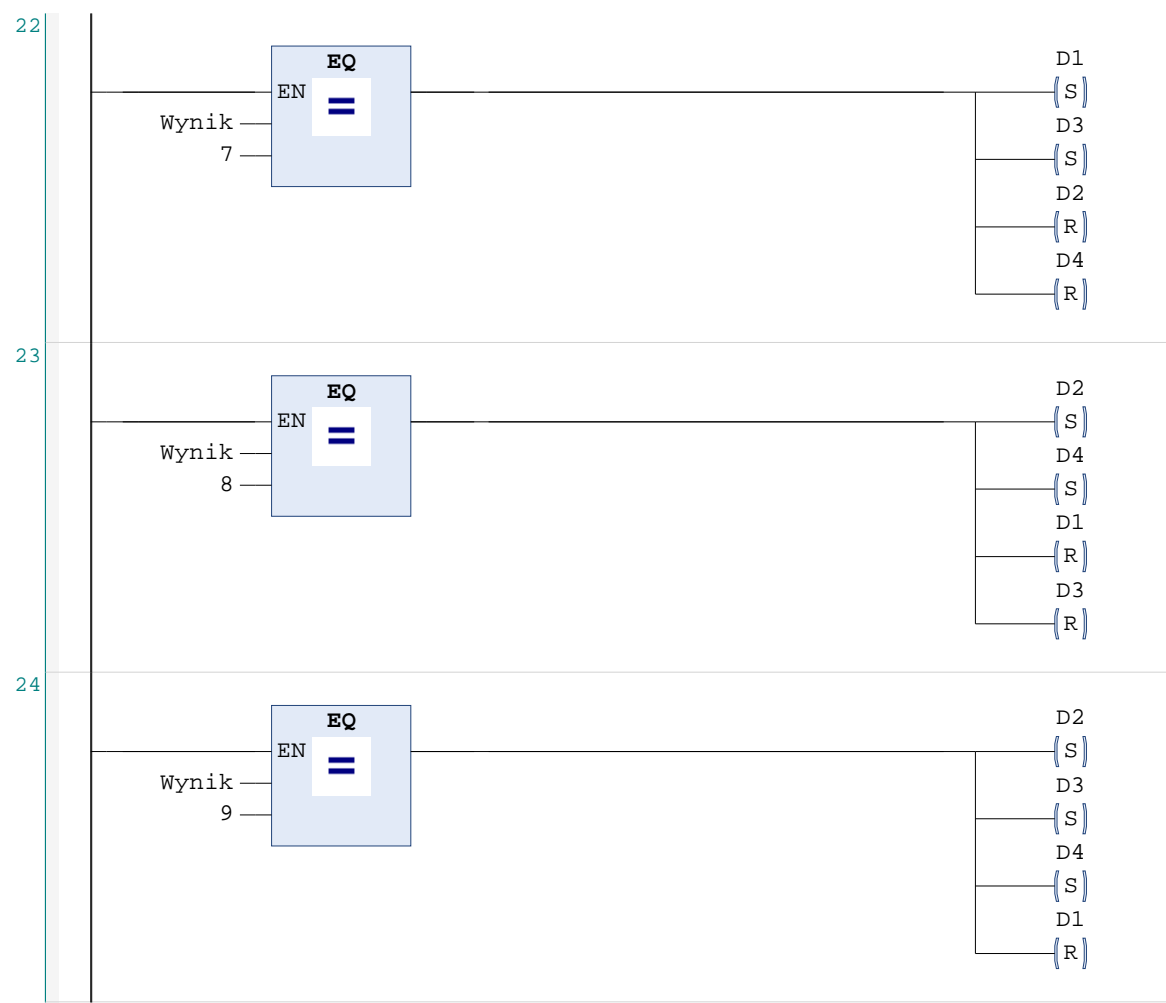 22
EQ
D1
EN
=
(S)
Wynik
D3
7
(S)
D2
(R)
D4
(R)
23
EQ
D2
EN
=
(S)
Wynik
D4
8
(S)
D1
(R)
D3
(R)
24
EQ
D2
EN
=
(S)
Wynik
D3
9
(S)
D4
(S)
D1
(R)